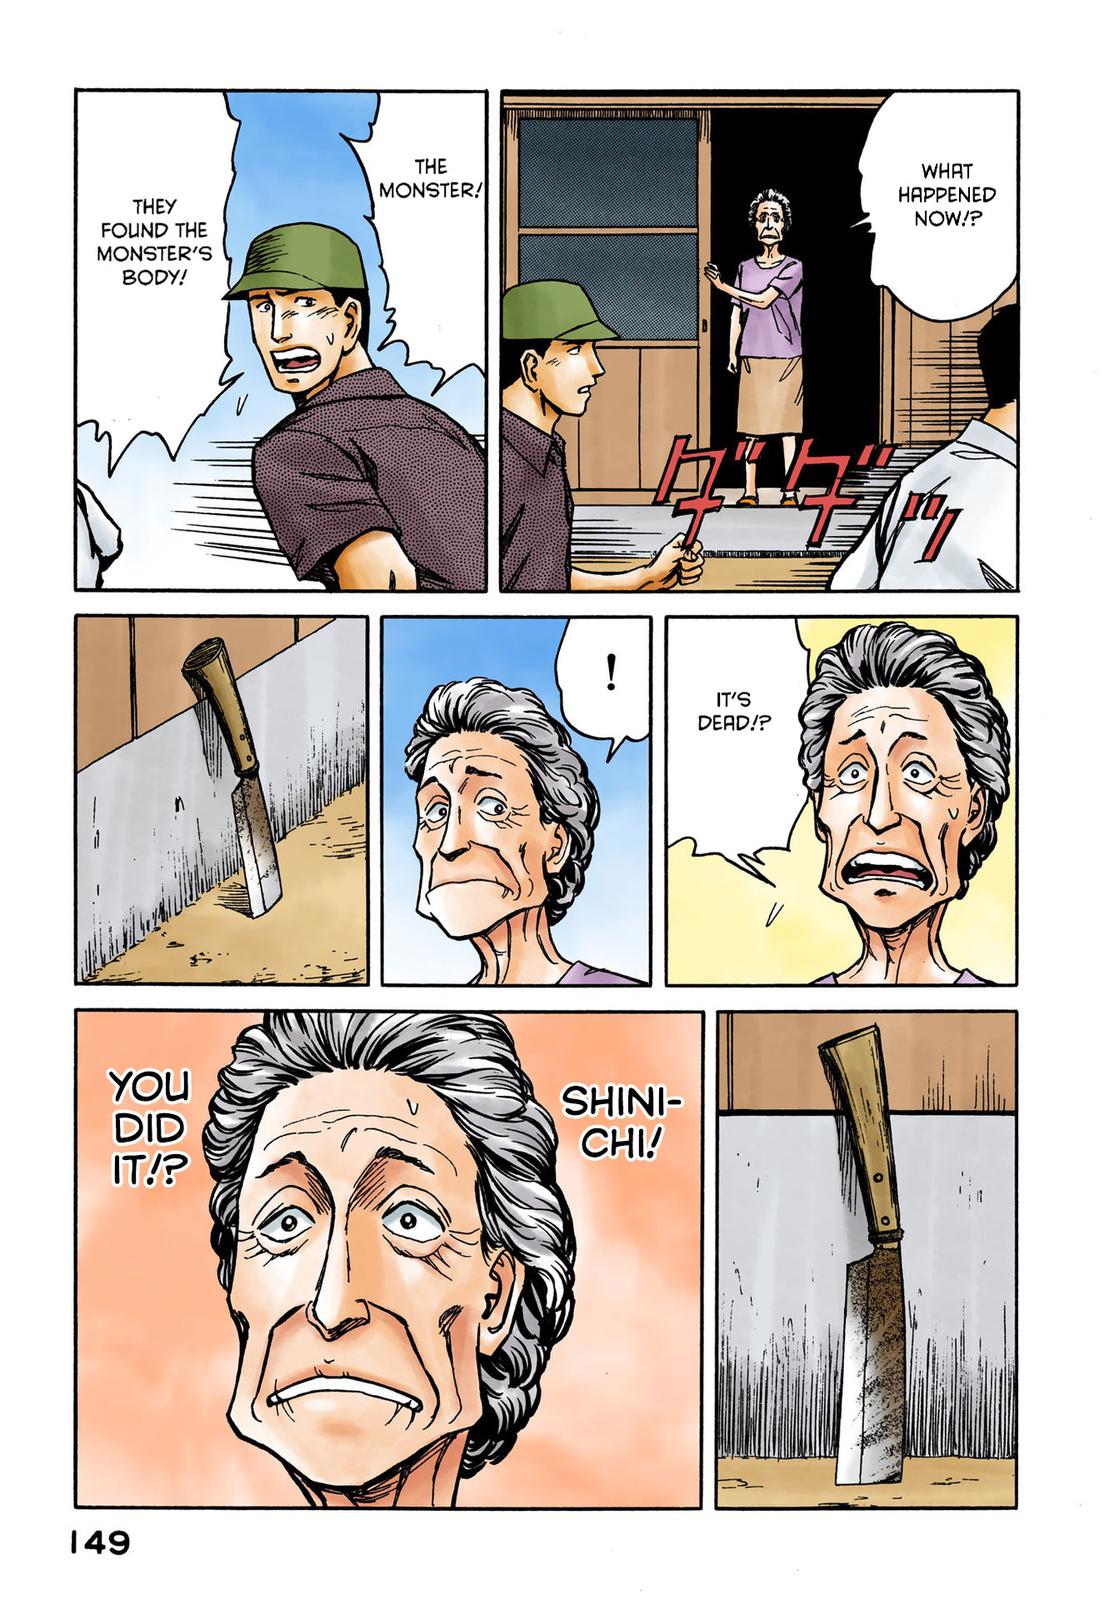 WHAT
HAPPENED
NOW!?
ダダダッ
THE
MONSTER!
THEY
FOUND THE
MONSTER'S
BODY!
IT'S
DEAD!?
!
SHINI-
CHI!
YOU
DID
IT!?
149